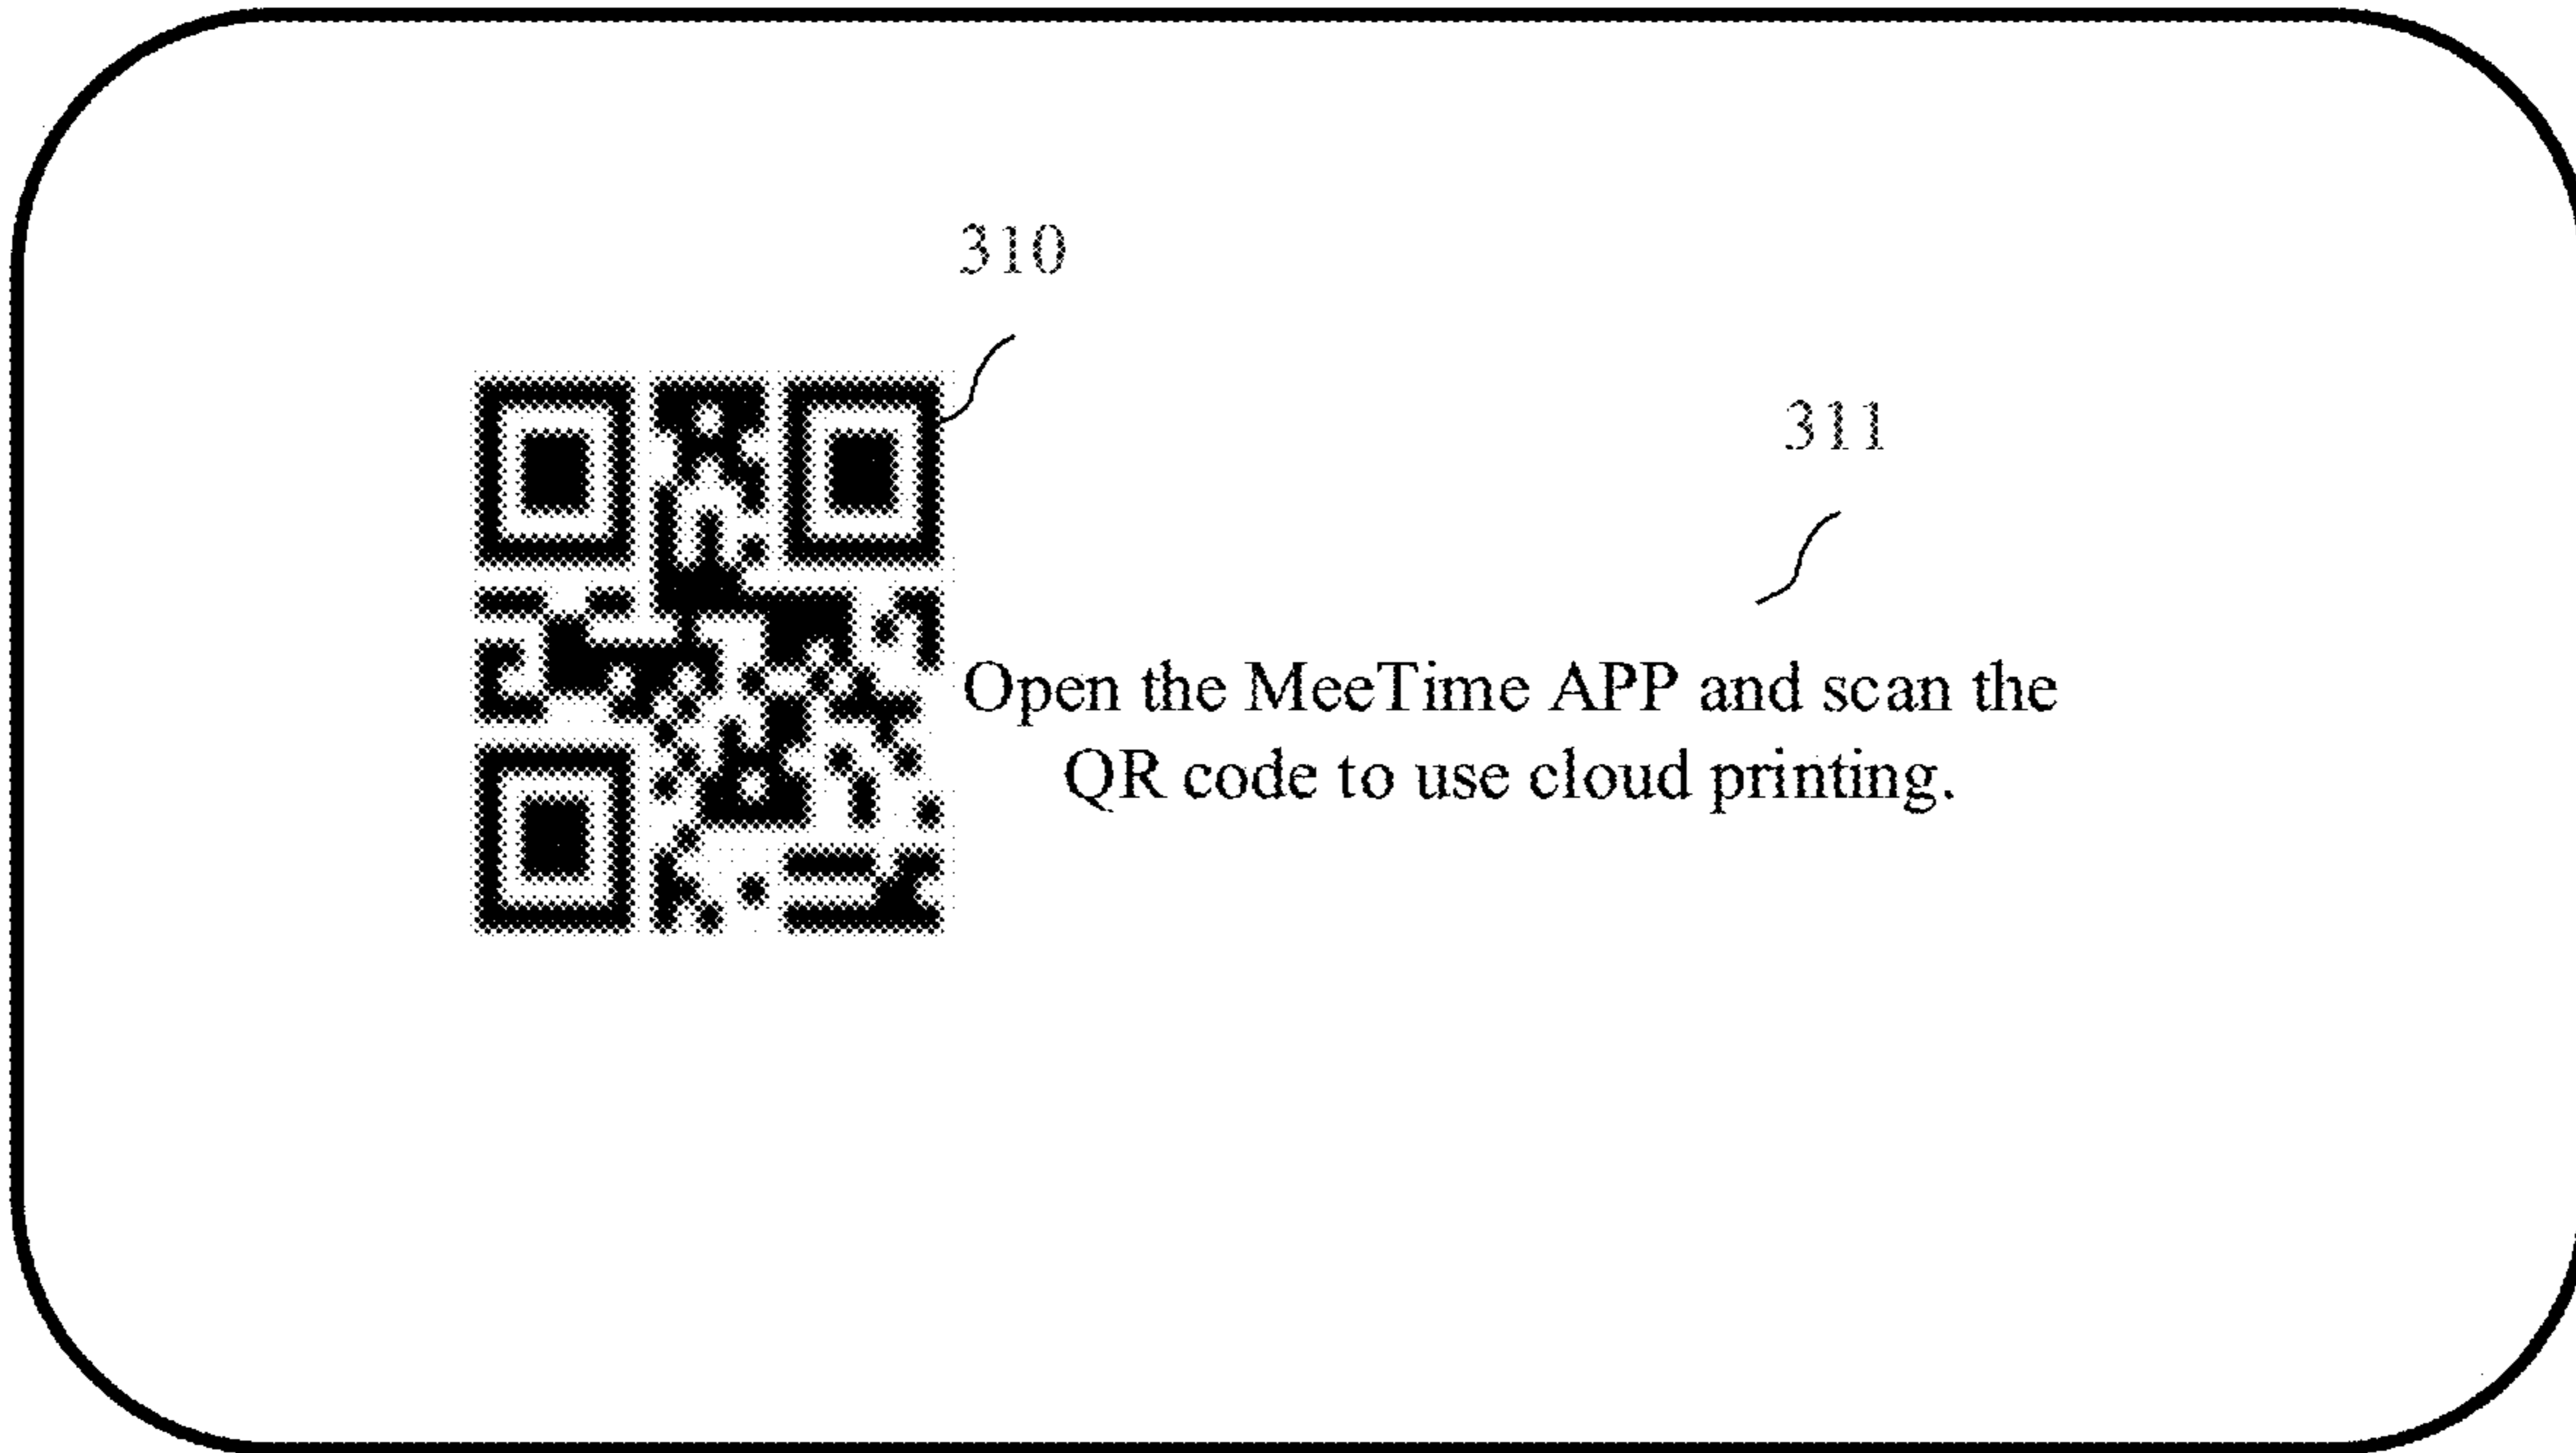 310
311
Open the MeeTime APP and scan the
QR code to use cloud printing.